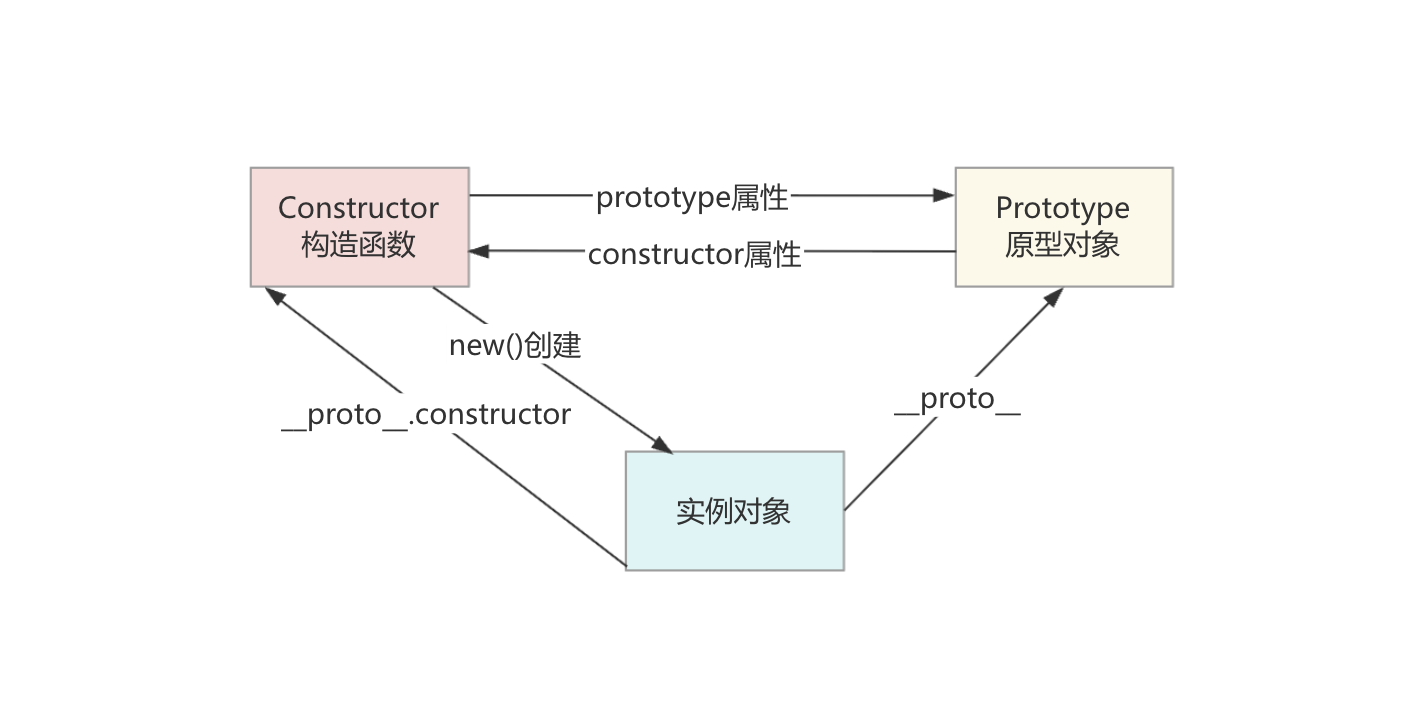 Constructor
构造函数
prototype属性
Prototype
原型对象
constructor属性
new()创建
__proto__
__proto__.constructor
实例对象